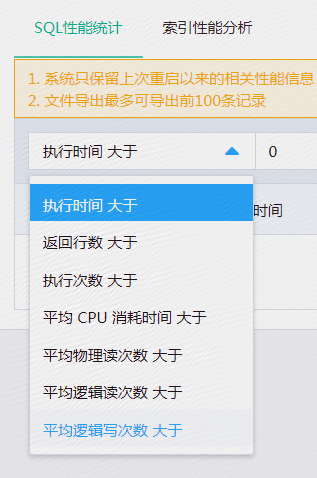 SQL性能统计 索引性能分析
1. 系统只保留上次重启以来的相关性能信息
2. 文件导出最多可导出前100条记录
执行时间 大于 0
执行时间 大于
时间
返回行数 大于
执行次数 大于
平均 CPU 消耗时间 大于
平均物理读次数 大于
平均逻辑读次数 大于
平均逻辑写次数 大于